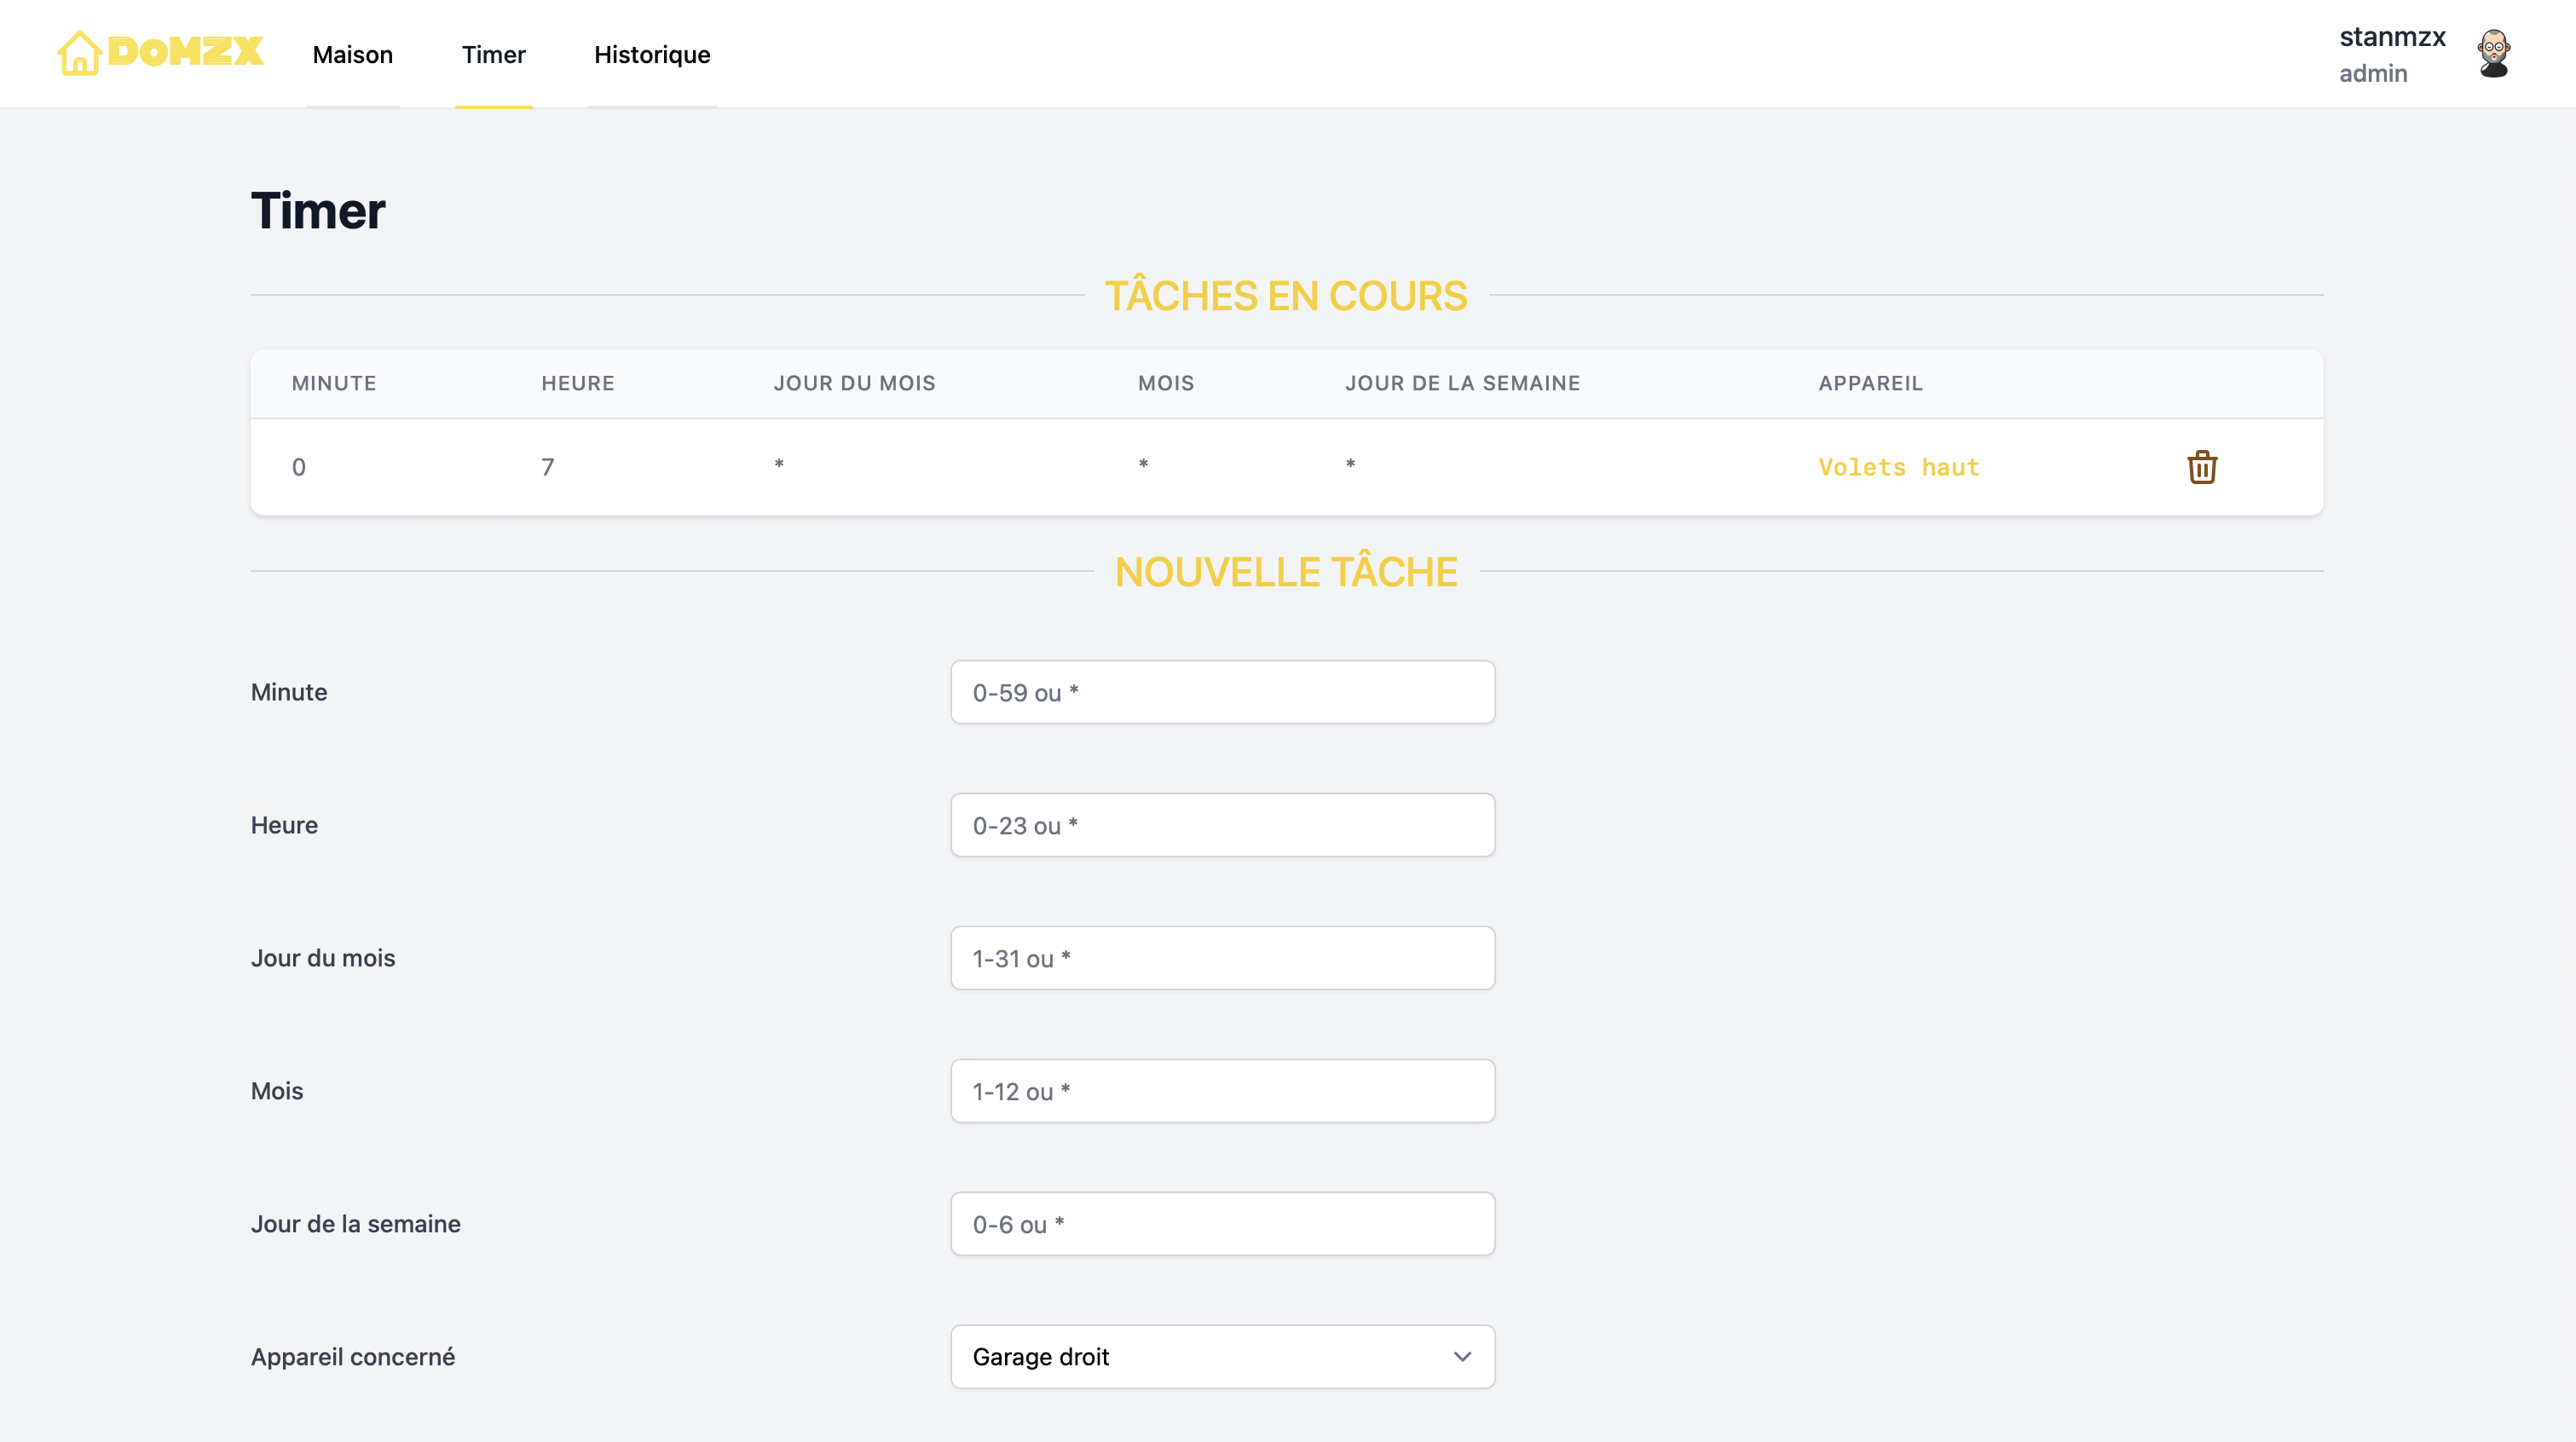 DoMZX Maison Timer Historique stanmzx
admin
Timer
TÂCHES EN COURS
MINUTE HEURE JOUR DU MOIS MOIS JOUR DE LA SEMAINE APPAREIL
0 7 * * * Volets haut
NOUVELLE TÂCHE
Minute 0-59 ou *
Heure 0-23 ou *
Jour du mois 1-31 ou *
Mois 1-12 ou *
Jour de la semaine 0-6 ou *
Appareil concerné Garage droit